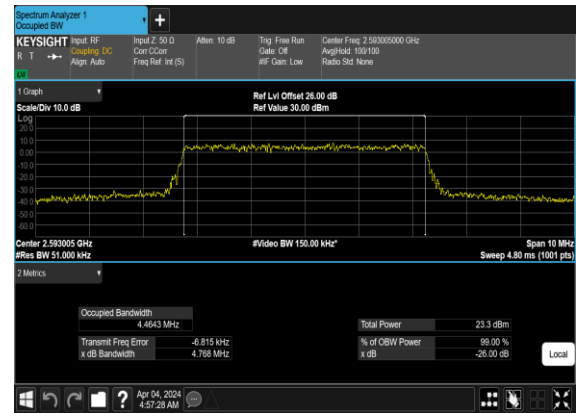 Spectrum Analyzer 1
Occupied BW
+
KEYSIGHT Input: RF Input Z: 50 Ω Atten: 10 dB Trig: Free Run Center Freq: 2.593005000 GHz
R T Coupling: DC Corr CCorr Gate: Off Avg|Hold: 100/100
Align: Auto Freq Ref: Int (S) #IF Gain: Low Radio Std: None
LV
1 Graph Ref Lvl Offset 26.00 dB
Scale/Div 10.0 dB Ref Value 30.00 dBm
Log
20.0
10.0
0.00
-10.0
-20.0
-30.0
-40.0
-50.0
-60.0
Center 2.593005 GHz #Video BW 150.00 kHz* Span 10 MHz
#Res BW 51.000 kHz Sweep 4.80 ms (1001 pts)
2 Metrics
Occupied Bandwidth
4.4643 MHz Total Power 23.3 dBm
Transmit Freq Error -6.815 kHz % of OBW Power 99.00 %
x dB Bandwidth 4.768 MHz x dB -26.00 dB
Local
? Apr 04, 2024
4:57:28 AM